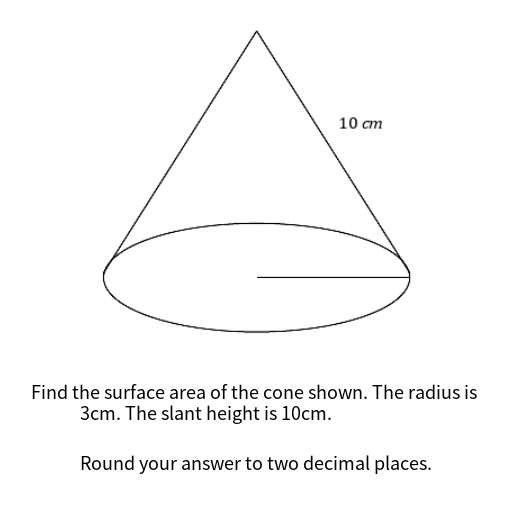 10 cm
Find the surface area of the cone shown. The radius is
3cm. The slant height is 10cm.
Round your answer to two decimal places.